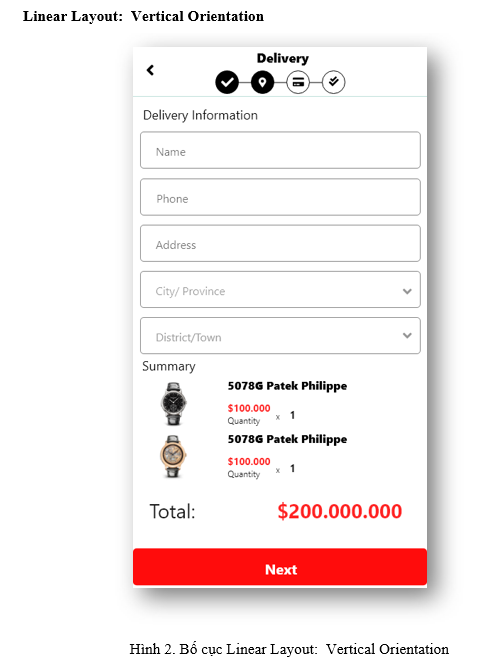 Linear Layout: Vertical Orientation
Delivery
Delivery Information
Name
Phone
Address
City/ Province
District/Town
Summary
5078G Patek Philippe
$100.000
Quantity x 1
5078G Patek Philippe
$100.000
Quantity x 1
Total: $200.000.000
Next
Hình 2. Bố cục Linear Layout: Vertical Orientation